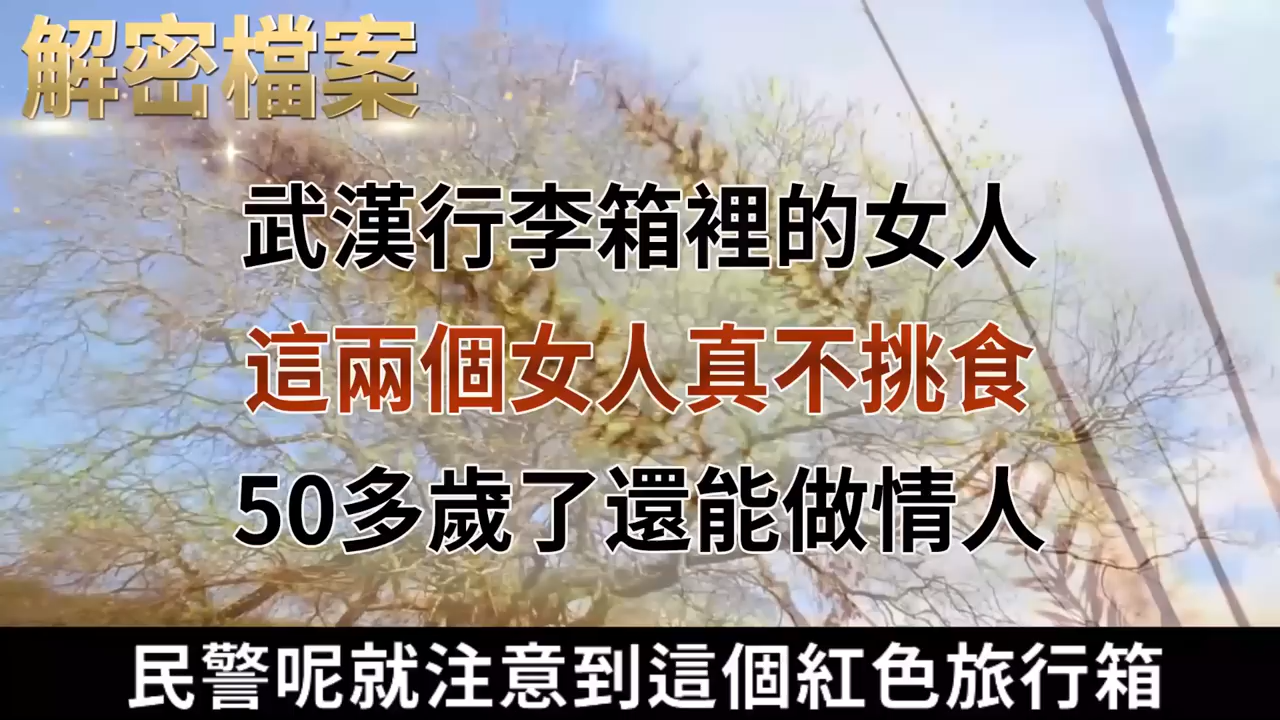 解密檔案
武漢行李箱裡的女人
這兩個女人真不挑食
50多歲了還能做情人
民警呢就注意到這個紅色旅行箱